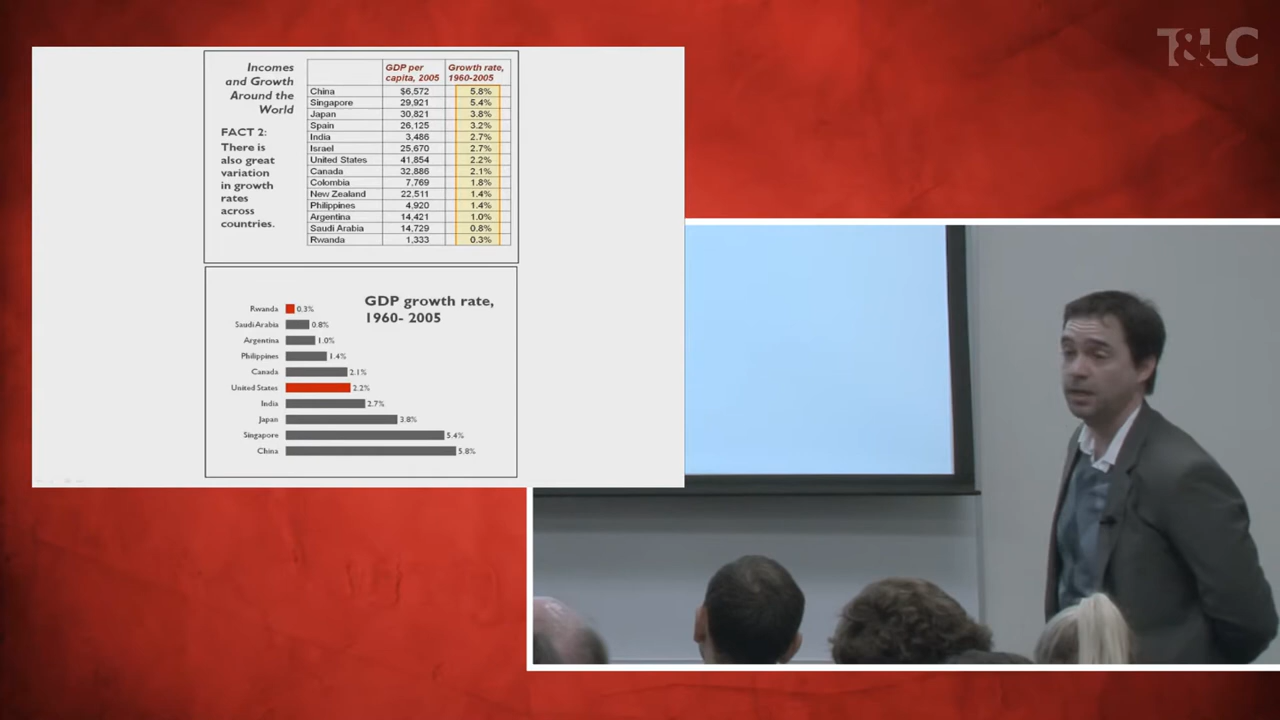 T&LC
Incomes
and Growth
Around the
World
FACT 2:
There is
also great
variation
in growth
rates
across
countries.
GDP per capita, 2005 Growth rate, 1960-2005
China $6,572 5.8%
Singapore 29,921 5.4%
Japan 30,821 3.8%
Spain 26,125 3.2%
India 3,486 2.7%
Israel 25,670 2.7%
United States 41,854 2.2%
Canada 32,886 2.1%
Colombia 7,769 1.8%
New Zealand 22,511 1.4%
Philippines 4,920 1.4%
Argentina 14,421 1.0%
Saudi Arabia 14,729 0.8%
Rwanda 1,333 0.3%
GDP growth rate,
1960- 2005
Rwanda 0.3%
Saudi Arabia 0.8%
Argentina 1.0%
Philippines 1.4%
Canada 2.1%
United States 2.2%
India 2.7%
Japan 3.8%
Singapore 5.4%
China 5.8%